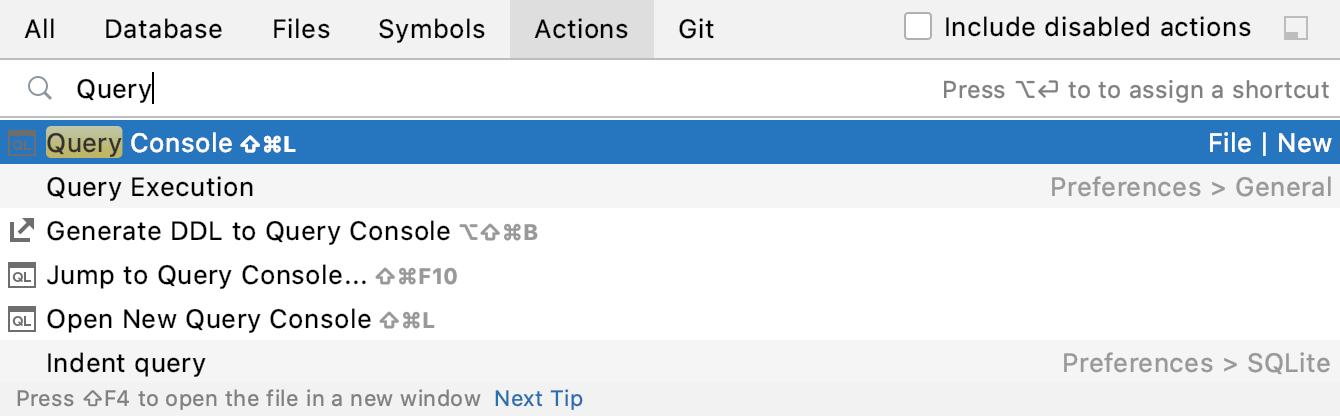 All Database Files Symbols Actions Git Include disabled actions
Query Press ⌥⏎ to to assign a shortcut
QL Query Console ⇧⌘L File | New
Query Execution Preferences > General
Generate DDL to Query Console ⌥⇧⌘B
QL Jump to Query Console... ⇧⌘F10
QL Open New Query Console ⇧⌘L
Indent query Preferences > SQLite
Press ⇧F4 to open the file in a new window Next Tip